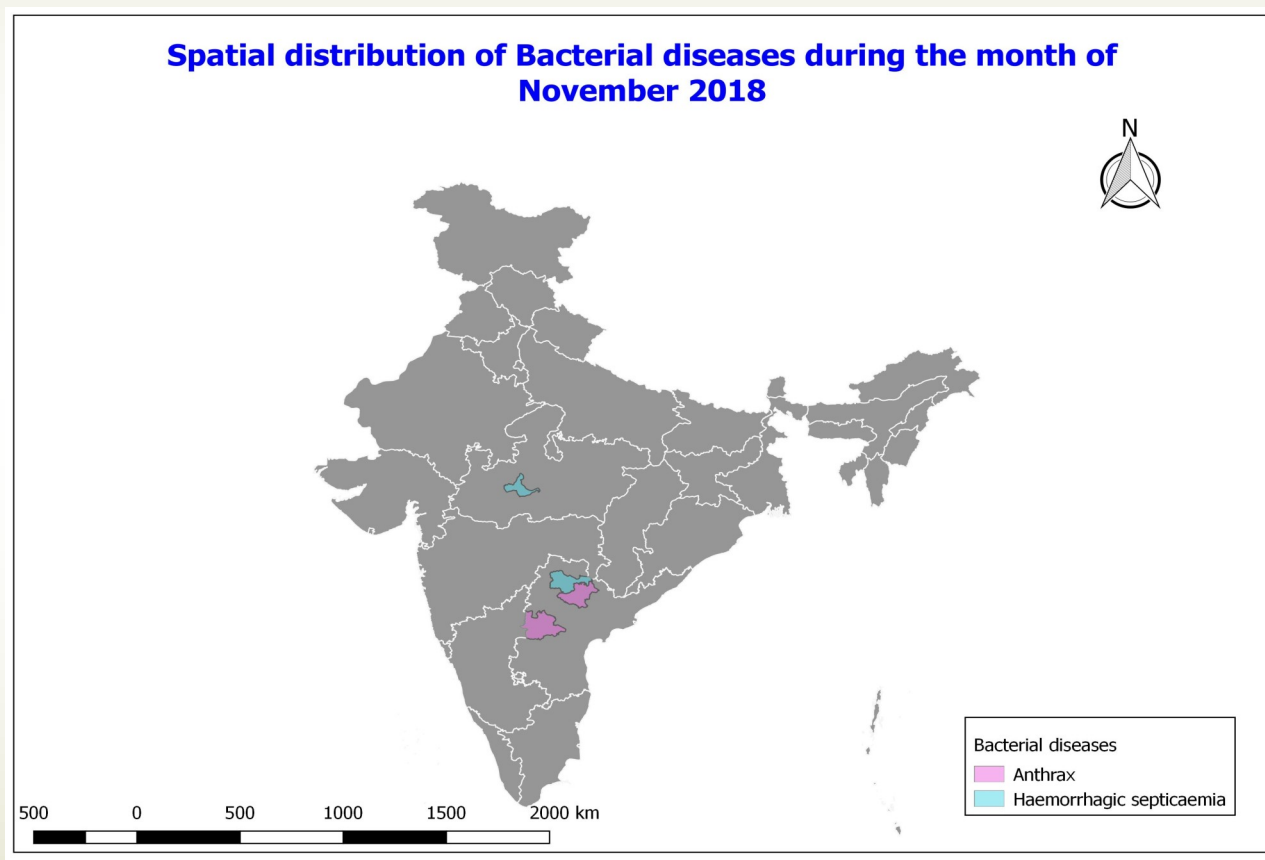 Spatial distribution of Bacterial diseases during the month of
November 2018
N
Bacterial diseases
Anthrax
Haemorrhagic septicaemia
500 0 500 1000 1500 2000 km